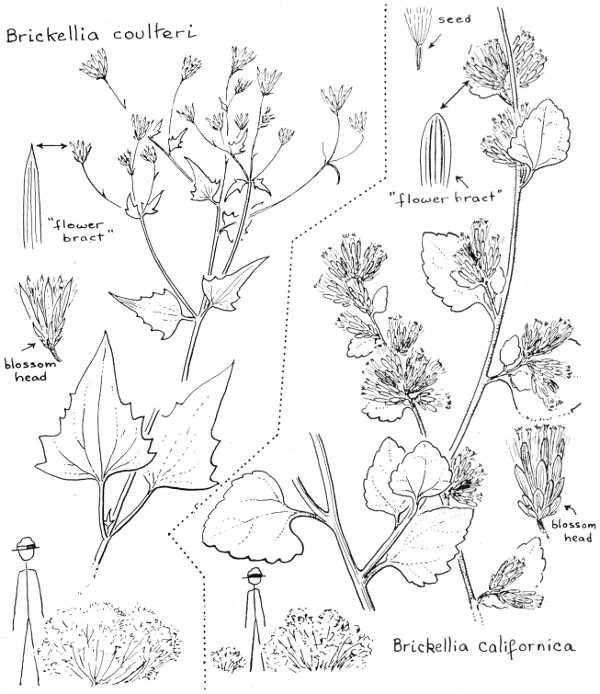 Brickellia coulteri
"flower
bract"
blossom
head
seed
"flower bract"
blossom
head
Brickellia californica